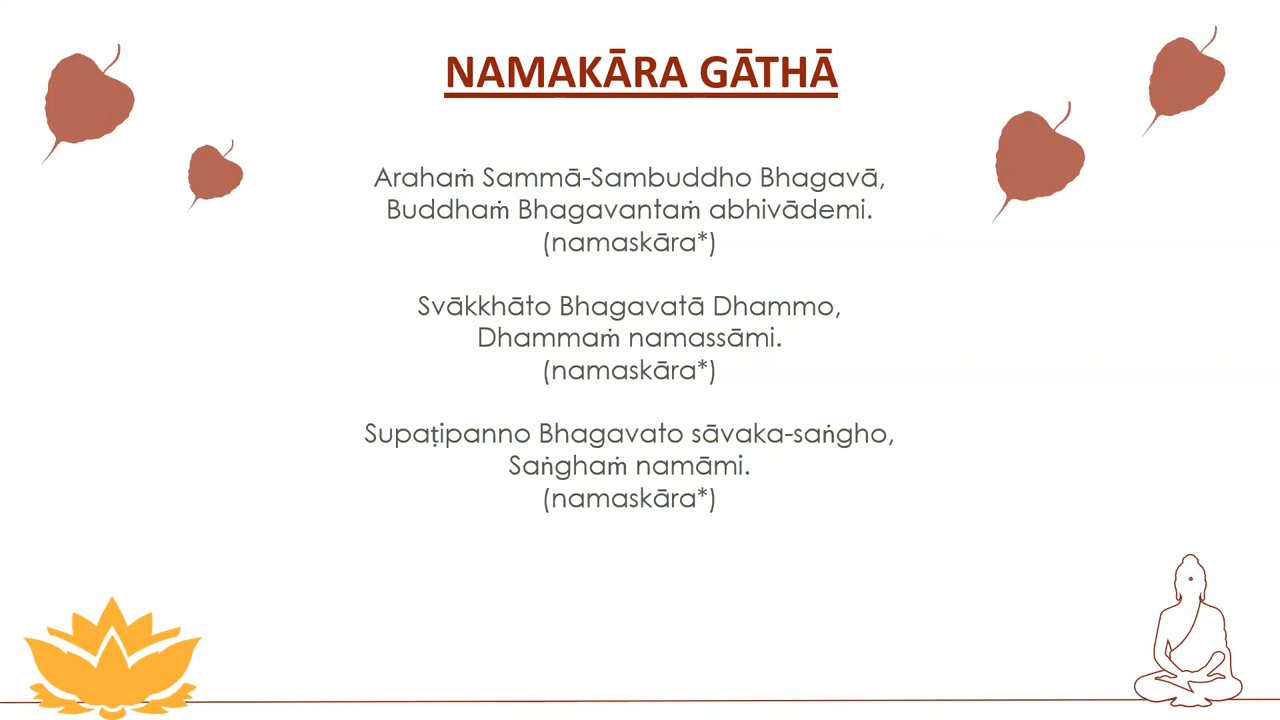 NAMAKĀRA GĀTHĀ
Arahaṁ Sammā-Sambuddho Bhagavā,
Buddhaṁ Bhagavantaṁ abhivādemi.
(namaskāra*)
Svākkhāto Bhagavatā Dhammo,
Dhammaṁ namassāmi.
(namaskāra*)
Supaṭipanno Bhagavato sāvaka-saṅgho,
Saṅghaṁ namāmi.
(namaskāra*)